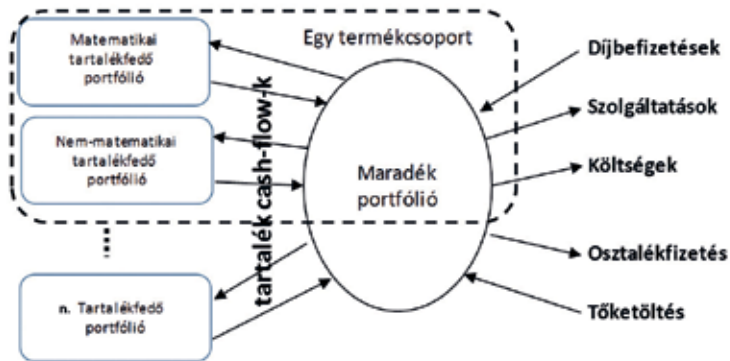 Matematikai
tartalékfedő
portfólió
Egy termékcsoport
Nem-matematikai
tartalékfedő
portfólió
tartalék cash-flow-k
Maradék
portfólió
n. Tartalékfedő
portfólió
Díjbefizetések
Szolgáltatások
Költségek
Osztalékfizetés
Tőketöltés